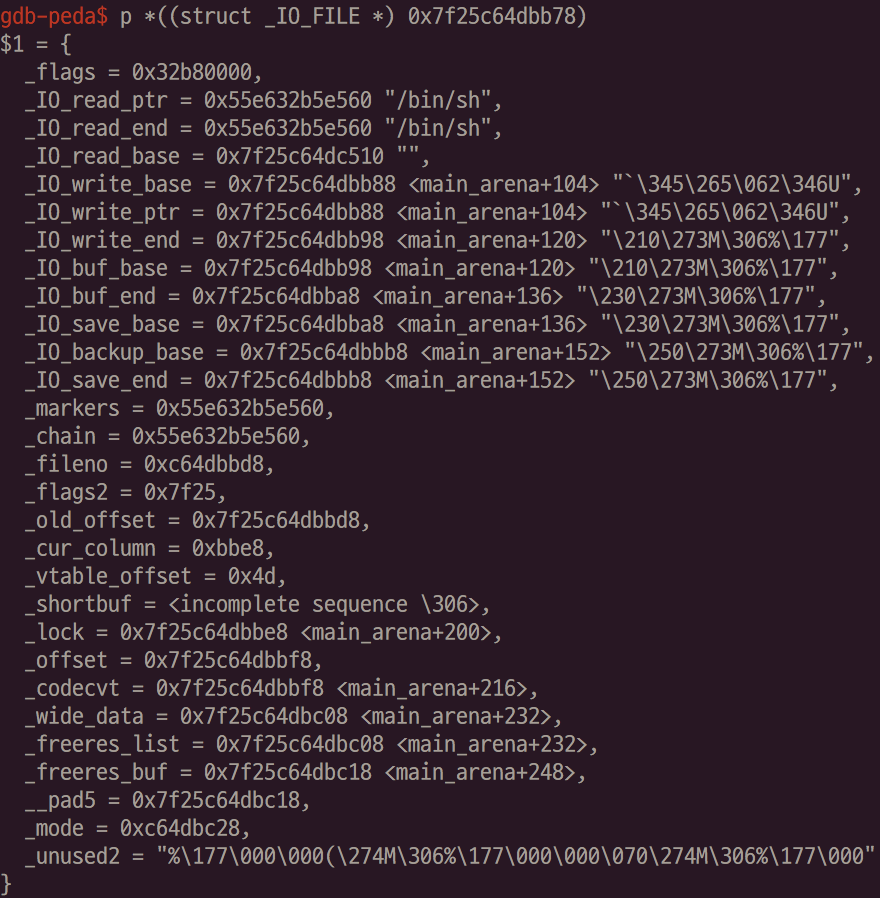 gdb-peda$ p *((struct _IO_FILE *) 0x7f25c64dbb78)
$1 = {
  _flags = 0x32b80000,
  _IO_read_ptr = 0x55e632b5e560 "/bin/sh",
  _IO_read_end = 0x55e632b5e560 "/bin/sh",
  _IO_read_base = 0x7f25c64dc510 "",
  _IO_write_base = 0x7f25c64dbb88 <main_arena+104> "`\345\265\062\346U",
  _IO_write_ptr = 0x7f25c64dbb88 <main_arena+104> "`\345\265\062\346U",
  _IO_write_end = 0x7f25c64dbb98 <main_arena+120> "\210\273M\306%\177",
  _IO_buf_base = 0x7f25c64dbb98 <main_arena+120> "\210\273M\306%\177",
  _IO_buf_end = 0x7f25c64dbba8 <main_arena+136> "\230\273M\306%\177",
  _IO_save_base = 0x7f25c64dbba8 <main_arena+136> "\230\273M\306%\177",
  _IO_backup_base = 0x7f25c64dbbb8 <main_arena+152> "\250\273M\306%\177",
  _IO_save_end = 0x7f25c64dbbb8 <main_arena+152> "\250\273M\306%\177",
  _markers = 0x55e632b5e560,
  _chain = 0x55e632b5e560,
  _fileno = 0xc64dbbd8,
  _flags2 = 0x7f25,
  _old_offset = 0x7f25c64dbbd8,
  _cur_column = 0xbbe8,
  _vtable_offset = 0x4d,
  _shortbuf = <incomplete sequence \306>,
  _lock = 0x7f25c64dbbe8 <main_arena+200>,
  _offset = 0x7f25c64dbbf8,
  _codecvt = 0x7f25c64dbbf8 <main_arena+216>,
  _wide_data = 0x7f25c64dbc08 <main_arena+232>,
  _freeres_list = 0x7f25c64dbc08 <main_arena+232>,
  _freeres_buf = 0x7f25c64dbc18 <main_arena+248>,
  __pad5 = 0x7f25c64dbc18,
  _mode = 0xc64dbc28,
  _unused2 = "%\177\000\000(\274M\306%\177\000\000\070\274M\306%\177\000"
}